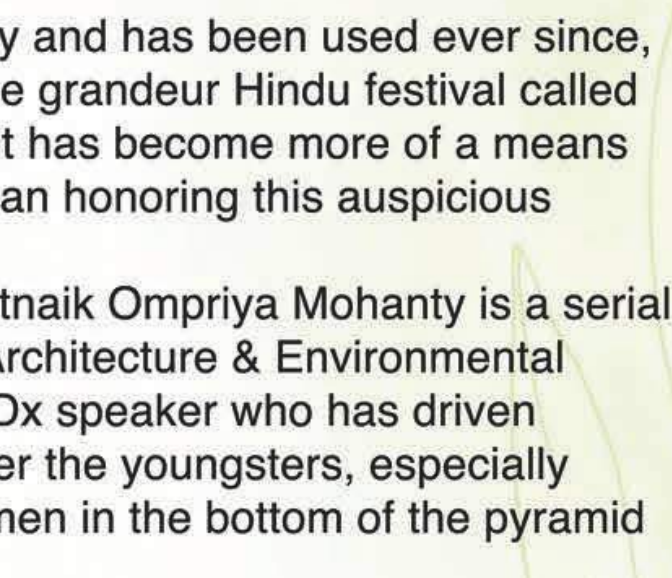 y and has been used ever since,
e grandeur Hindu festival called
t has become more of a means
an honoring this auspicious
tnaik Ompriya Mohanty is a serial
Architecture & Environmental
Dx speaker who has driven
er the youngsters, especially
men in the bottom of the pyramid